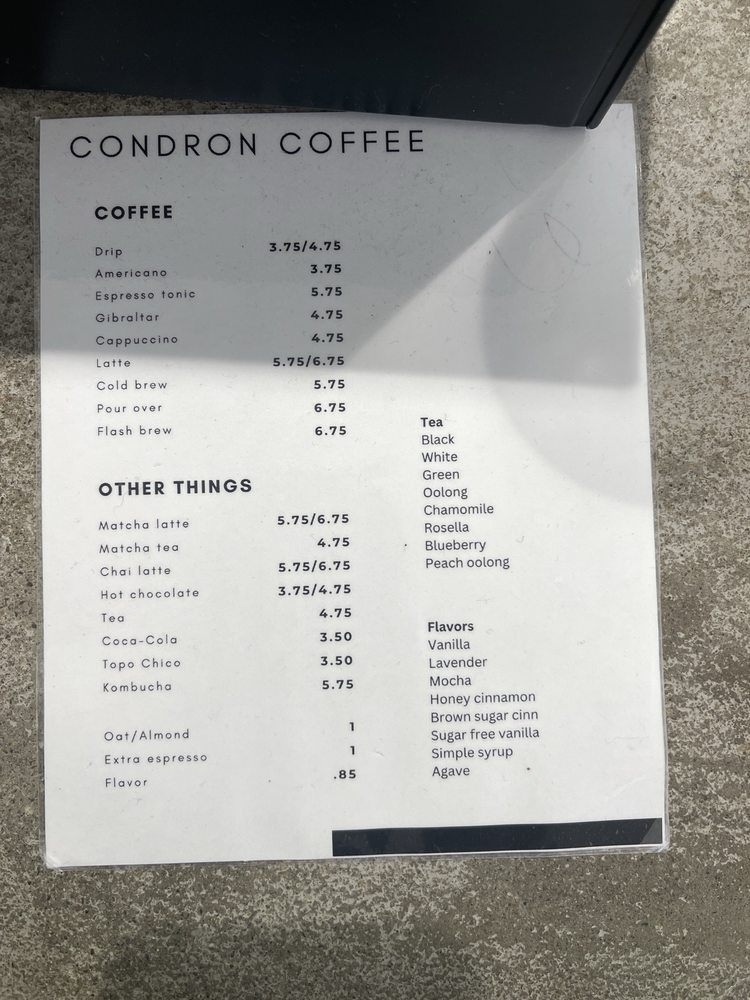 CONDRON COFFEE
COFFEE
Drip 3.75/4.75
Americano 3.75
Espresso tonic 5.75
Gibraltar 4.75
Cappuccino 4.75
Latte 5.75/6.75
Cold brew 5.75
Pour over 6.75
Flash brew 6.75
OTHER THINGS
Matcha latte 5.75/6.75
Matcha tea 4.75
Chai latte 5.75/6.75
Hot chocolate 3.75/4.75
Tea 4.75
Coca-Cola 3.50
Topo Chico 3.50
Kombucha 5.75
Oat/Almond 1
Extra espresso 1
Flavor .85
Tea
Black
White
Green
Oolong
Chamomile
Rosella
Blueberry
Peach oolong
Flavors
Vanilla
Lavender
Mocha
Honey cinnamon
Brown sugar cinn
Sugar free vanilla
Simple syrup
Agave